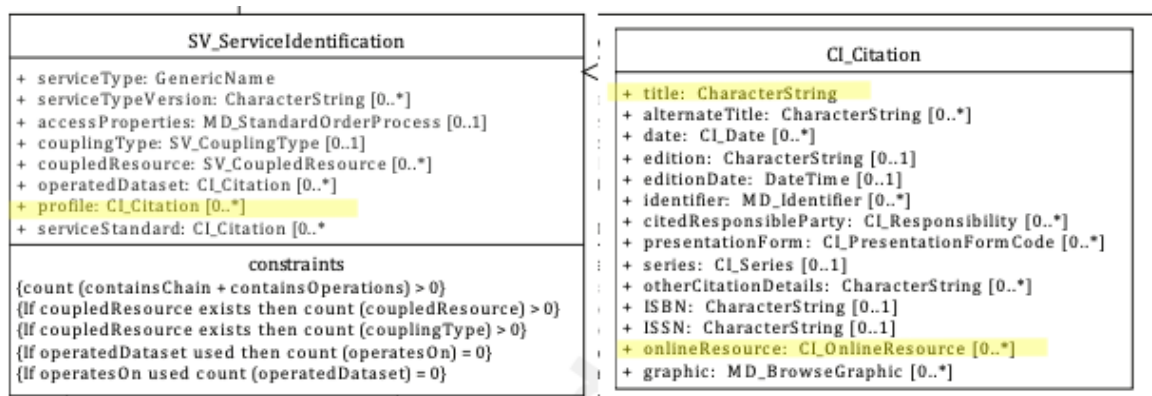 SV_ServiceIdentification
+ serviceType: GenericName
+ serviceTypeVersion: CharacterString [0..*]
+ accessProperties: MD_StandardOrderProcess [0..1]
+ couplingType: SV_CouplingType [0..1]
+ coupledResource: SV_CoupledResource [0..*]
+ operatedDataset: CI_Citation [0..*]
+ profile: CI_Citation [0..*]
+ serviceStandard: CI_Citation [0..*
constraints
{count (containsChain + containsOperations) > 0}
{If coupledResource exists then count (coupledResource) > 0}
{If coupledResource exists then count (couplingType) > 0}
{If operatedDataset used then count (operatesOn) = 0}
{If operatesOn used count (operatedDataset) = 0}
CI_Citation
+ title: CharacterString
+ alternateTitle: CharacterString [0..*]
+ date: CI_Date [0..*]
+ edition: CharacterString [0..1]
+ editionDate: DateTime [0..1]
+ identifier: MD_Identifier [0..*]
+ citedResponsibleParty: CI_Responsibility [0..*]
+ presentationForm: CI_PresentationFormCode [0..*]
+ series: CI_Series [0..1]
+ otherCitationDetails: CharacterString [0..*]
+ ISBN: CharacterString [0..1]
+ ISSN: CharacterString [0..1]
+ onlineResource: CI_OnlineResource [0..*]
+ graphic: MD_BrowseGraphic [0..*]